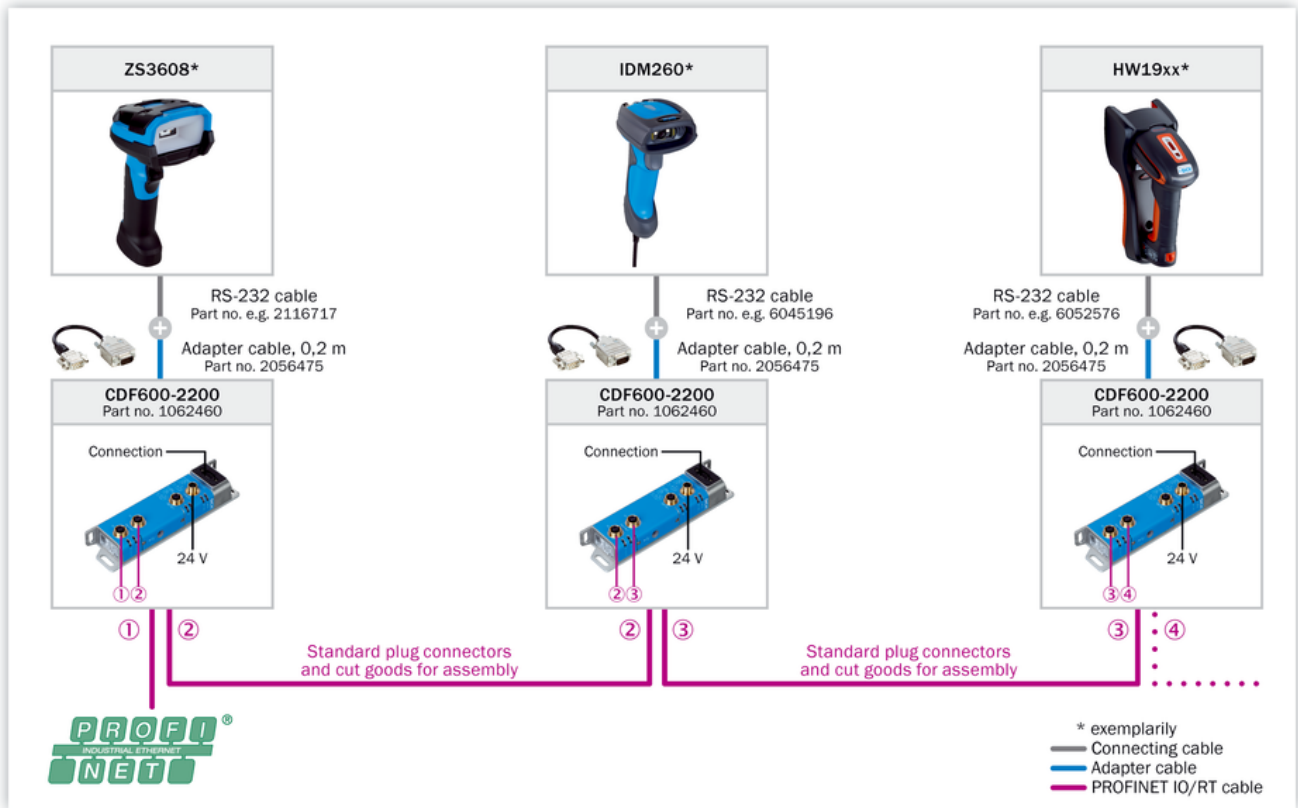 ZS3608*
IDM260*
HW19xx*
RS-232 cable
Part no. e.g. 2116717
Adapter cable, 0,2 m
Part no. 2056475
RS-232 cable
Part no. e.g. 6045196
Adapter cable, 0,2 m
Part no. 2056475
RS-232 cable
Part no. e.g. 6052576
Adapter cable, 0,2 m
Part no. 2056475
CDF600-2200
Part no. 1062460
Connection
24 V
①②
CDF600-2200
Part no. 1062460
Connection
24 V
②③
CDF600-2200
Part no. 1062460
Connection
24 V
③④
① ②
② ③
③ ④
Standard plug connectors
and cut goods for assembly
Standard plug connectors
and cut goods for assembly
PROFI®
INDUSTRIAL ETHERNET
NET
* exemplarily
Connecting cable
Adapter cable
PROFINET IO/RT cable